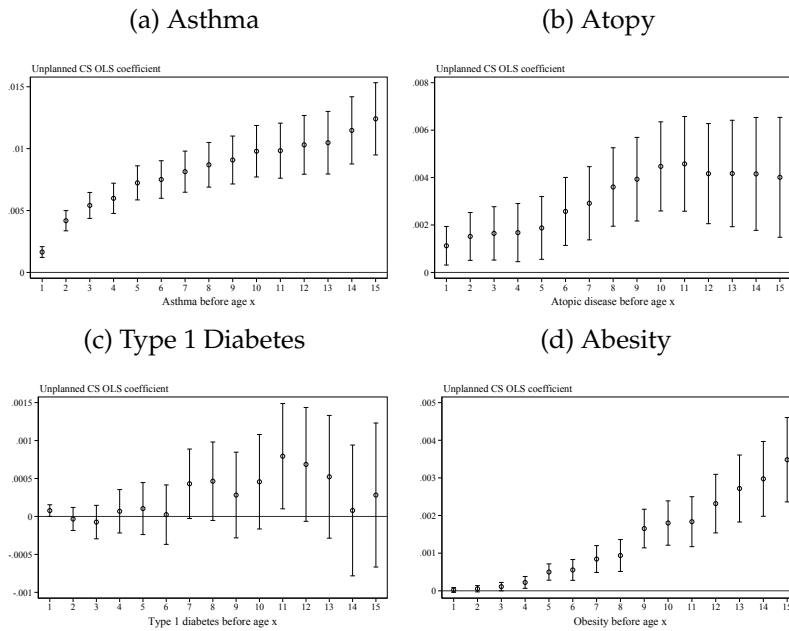 (a) Asthma
Unplanned CS OLS coefficient
.015
.01
.005
0
1 2 3 4 5 6 7 8 9 10 11 12 13 14 15
Asthma before age x
(b) Atopy
Unplanned CS OLS coefficient
.008
.006
.004
.002
0
1 2 3 4 5 6 7 8 9 10 11 12 13 14 15
Atopic disease before age x
(c) Type 1 Diabetes
Unplanned CS OLS coefficient
.0015
.001
.0005
0
-.0005
-.001
1 2 3 4 5 6 7 8 9 10 11 12 13 14 15
Type 1 diabetes before age x
(d) Abesity
Unplanned CS OLS coefficient
.005
.004
.003
.002
.001
0
1 2 3 4 5 6 7 8 9 10 11 12 13 14 15
Obesity before age x